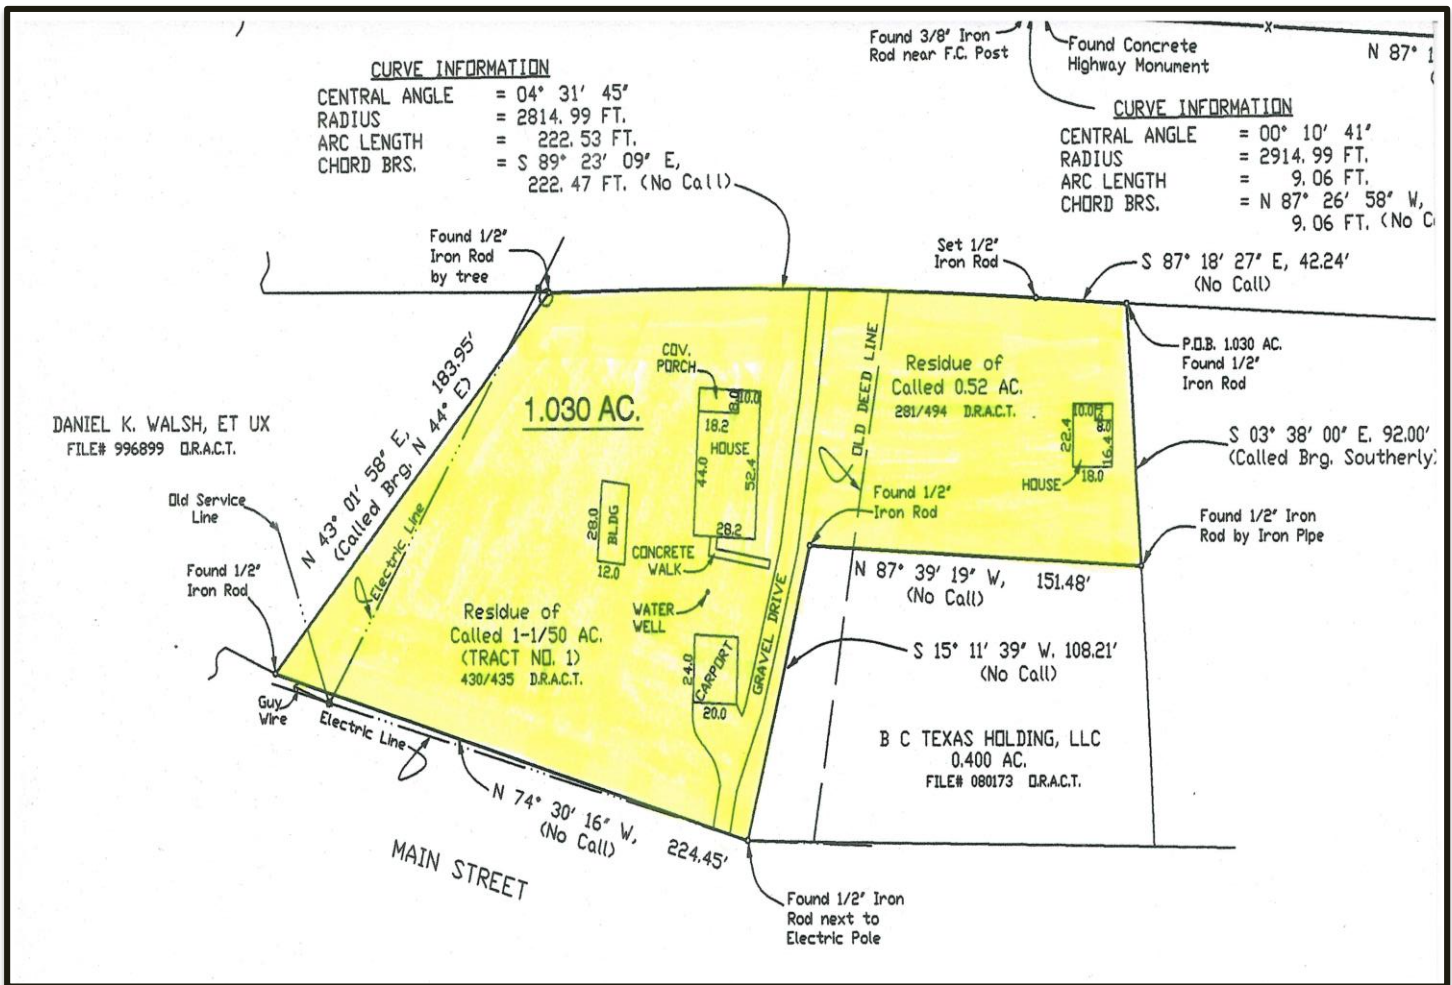 Found 3/8" Iron
Rod near F.C. Post
Found Concrete
Highway Monument
N 87° 1
CURVE INFORMATION
CENTRAL ANGLE = 04° 31' 45"
RADIUS = 2814.99 FT.
ARC LENGTH = 222.53 FT.
CHORD BRS. = S 89° 23' 09" E,
222.47 FT. (No Call)
CURVE INFORMATION
CENTRAL ANGLE = 00° 10' 41"
RADIUS = 2914.99 FT.
ARC LENGTH = 9.06 FT.
CHORD BRS. = N 87° 26' 58" W,
9.06 FT. (No C
Found 1/2"
Iron Rod
by tree
Set 1/2"
Iron Rod
S 87° 18' 27" E, 42.24'
(No Call)
P.O.B. 1.030 AC.
Found 1/2"
Iron Rod
N 43° 01' 58" E, 183.95'
(Called Brg. N 44° E)
DANIEL K. WALSH, ET UX
FILE# 996899 O.R.A.C.T.
1.030 AC.
COV.
PORCH
8.0
10.0
18.2
HOUSE
44.0
52.4
28.2
OLD DEED LINE
Residue of
Called 0.52 AC.
281/494 D.R.A.C.T.
10.0
8.0
22.4
16.4
18.0
HOUSE
S 03° 38' 00" E. 92.00'
(Called Brg. Southerly)
Old Service
Line
Electric Line
28.0
BLDG
12.0
CONCRETE
WALK
Found 1/2"
Iron Rod
Found 1/2" Iron
Rod by Iron Pipe
Found 1/2"
Iron Rod
N 87° 39' 19" W, 151.48'
(No Call)
Residue of
Called 1-1/50 AC.
(TRACT NO. 1)
430/435 D.R.A.C.T.
WATER
WELL
GRAVEL DRIVE
24.0
CARPORT
20.0
S 15° 11' 39" W. 108.21'
(No Call)
Guy
Wire
Electric Line
B C TEXAS HOLDING, LLC
0.400 AC.
FILE# 080173 O.R.A.C.T.
N 74° 30' 16" W, 224.45'
(No Call)
MAIN STREET
Found 1/2" Iron
Rod next to
Electric Pole